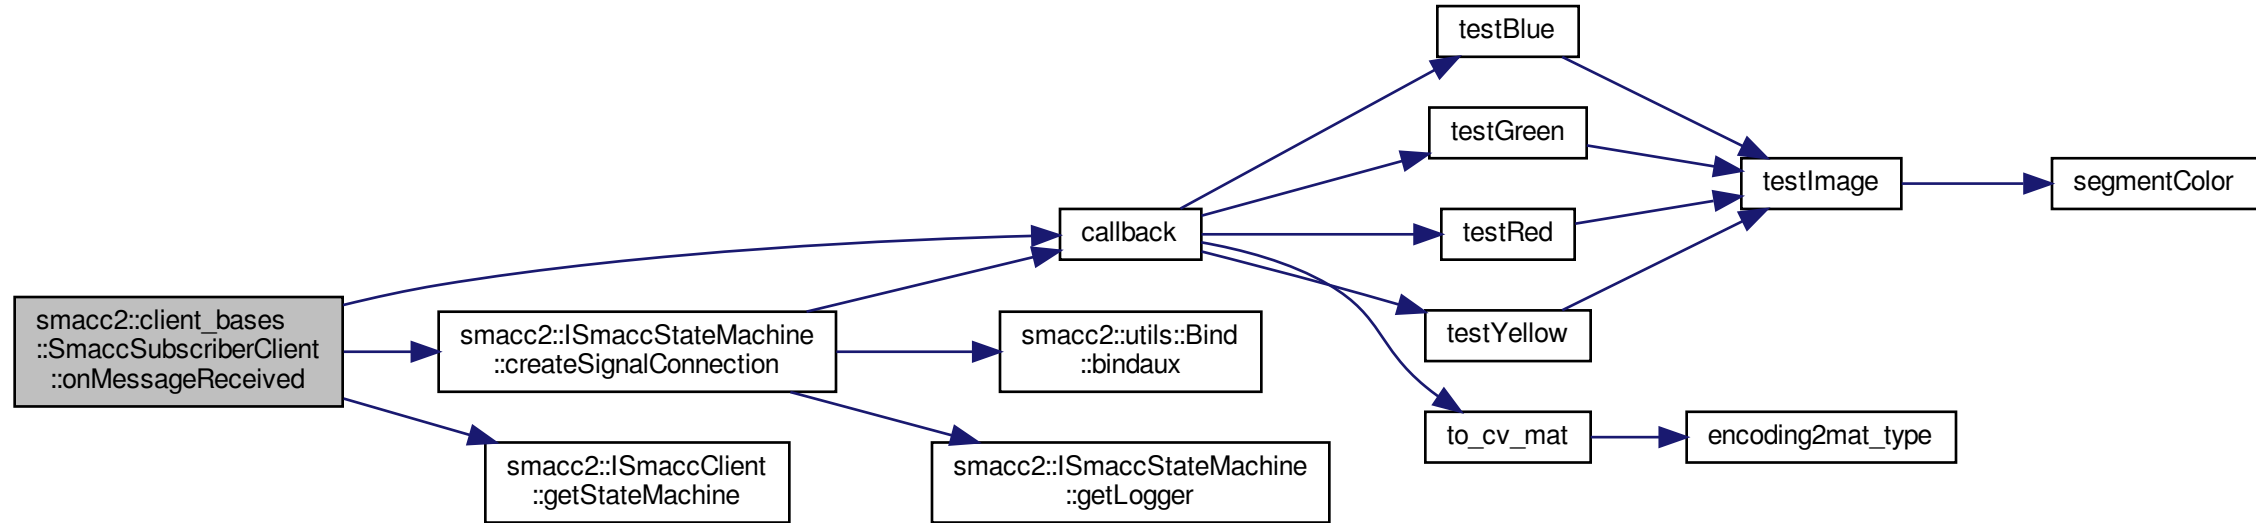 smacc2::client_bases
::SmaccSubscriberClient
::onMessageReceived
smacc2::ISmaccStateMachine
::createSignalConnection
smacc2::ISmaccClient
::getStateMachine
callback
smacc2::utils::Bind
::bindaux
smacc2::ISmaccStateMachine
::getLogger
testBlue
testGreen
testRed
testYellow
to_cv_mat
testImage
encoding2mat_type
segmentColor